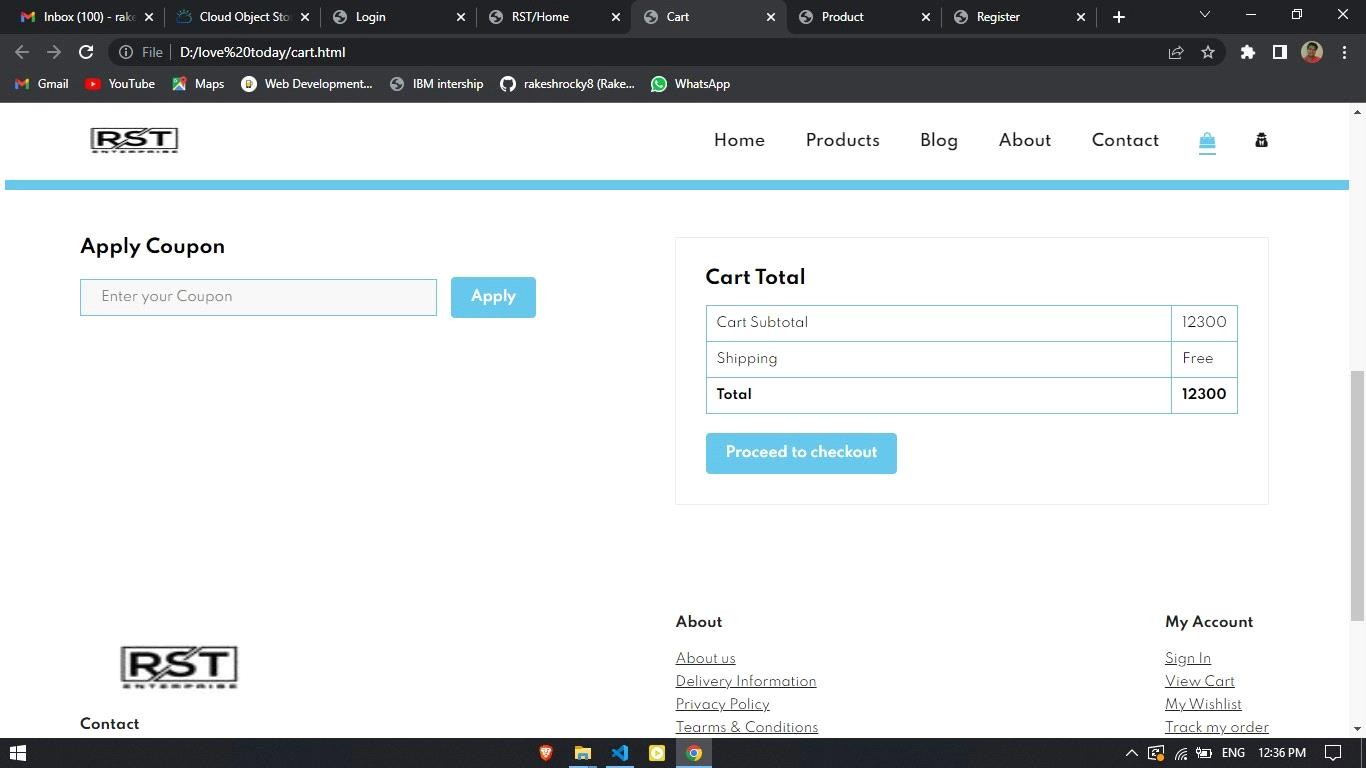 Inbox (100) - rake
Cloud Object Sto
Login
RST/Home
Cart
Product
Register
File
D:/love%20today/cart.html
Gmail
YouTube
Maps
Web Development...
IBM intership
rakeshrocky8 (Rake...
WhatsApp
RST
ENTERPRISE
Home
Products
Blog
About
Contact
Apply Coupon
Enter your Coupon
Apply
Cart Total
Cart Subtotal 12300
Shipping Free
Total 12300
Proceed to checkout
RST
ENTERPRISE
Contact
About
About us
Delivery Information
Privacy Policy
Tearms & Conditions
My Account
Sign In
View Cart
My Wishlist
Track my order
ENG
12:36 PM